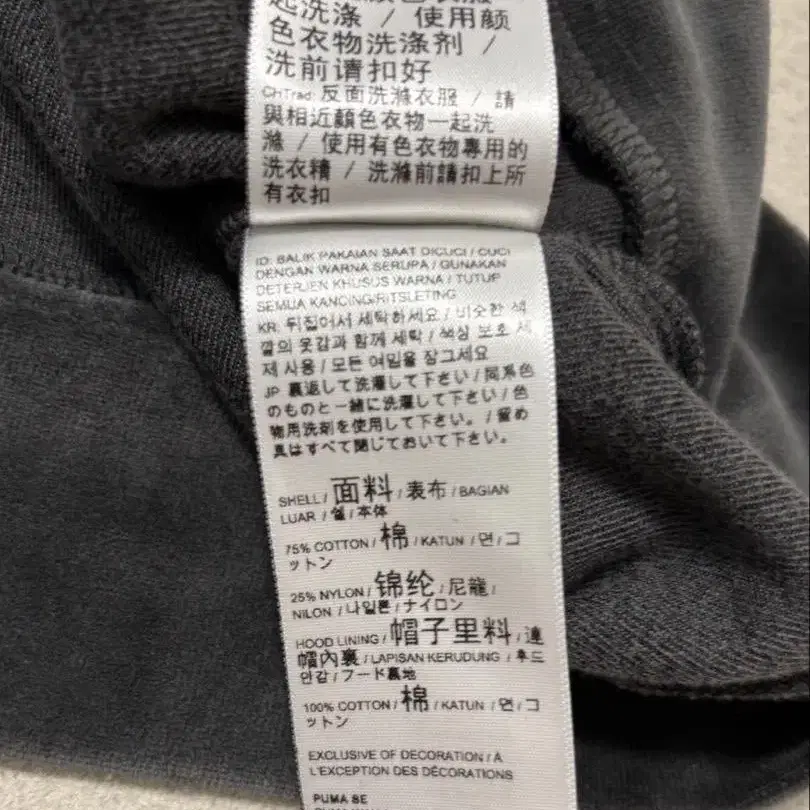 起洗涤 / 使用颜
色衣物洗涤剂 /
洗前请扣好
ChTrad: 反面洗滌衣服 / 請
與相近顏色衣物一起洗
滌 / 使用有色衣物專用的
洗衣精 / 洗滌前請扣上所
有衣扣
ID: BALIK PAKAIAN SAAT DICUCI / CUCI
DENGAN WARNA SERUPA / GUNAKAN
DETERJEN KHUSUS WARNA / TUTUP
SEMUA KANCING/RITSLETING
KR: 뒤집어서 세탁하세요 / 비슷한 색
깔의 옷감과 함께 세탁 / 색상 보호 세
제 사용 / 모든 여밈을 잠그세요
JP 裏返して洗濯して下さい / 同系色
のものと一緒に洗濯して下さい / 色
物用洗剤を使用して下さい。 / 留め
具はすべて閉じておいて下さい。
SHELL / 面料 / 表布 / BAGIAN
LUAR / 쉘 / 本体
75% COTTON / 棉 / KATUN / 면 / コ
ットン
25% NYLON / 锦纶 / 尼龍 /
NILON / 나일론 / ナイロン
HOOD LINING / 帽子里料 / 連
帽內裏 / LAPISAN KERUDUNG / 후드
안감 / フード裏地
100% COTTON / 棉 / KATUN / 면 / コ
ットン
EXCLUSIVE OF DECORATION / À
L'EXCEPTION DES DÉCORATIONS
PUMA SE